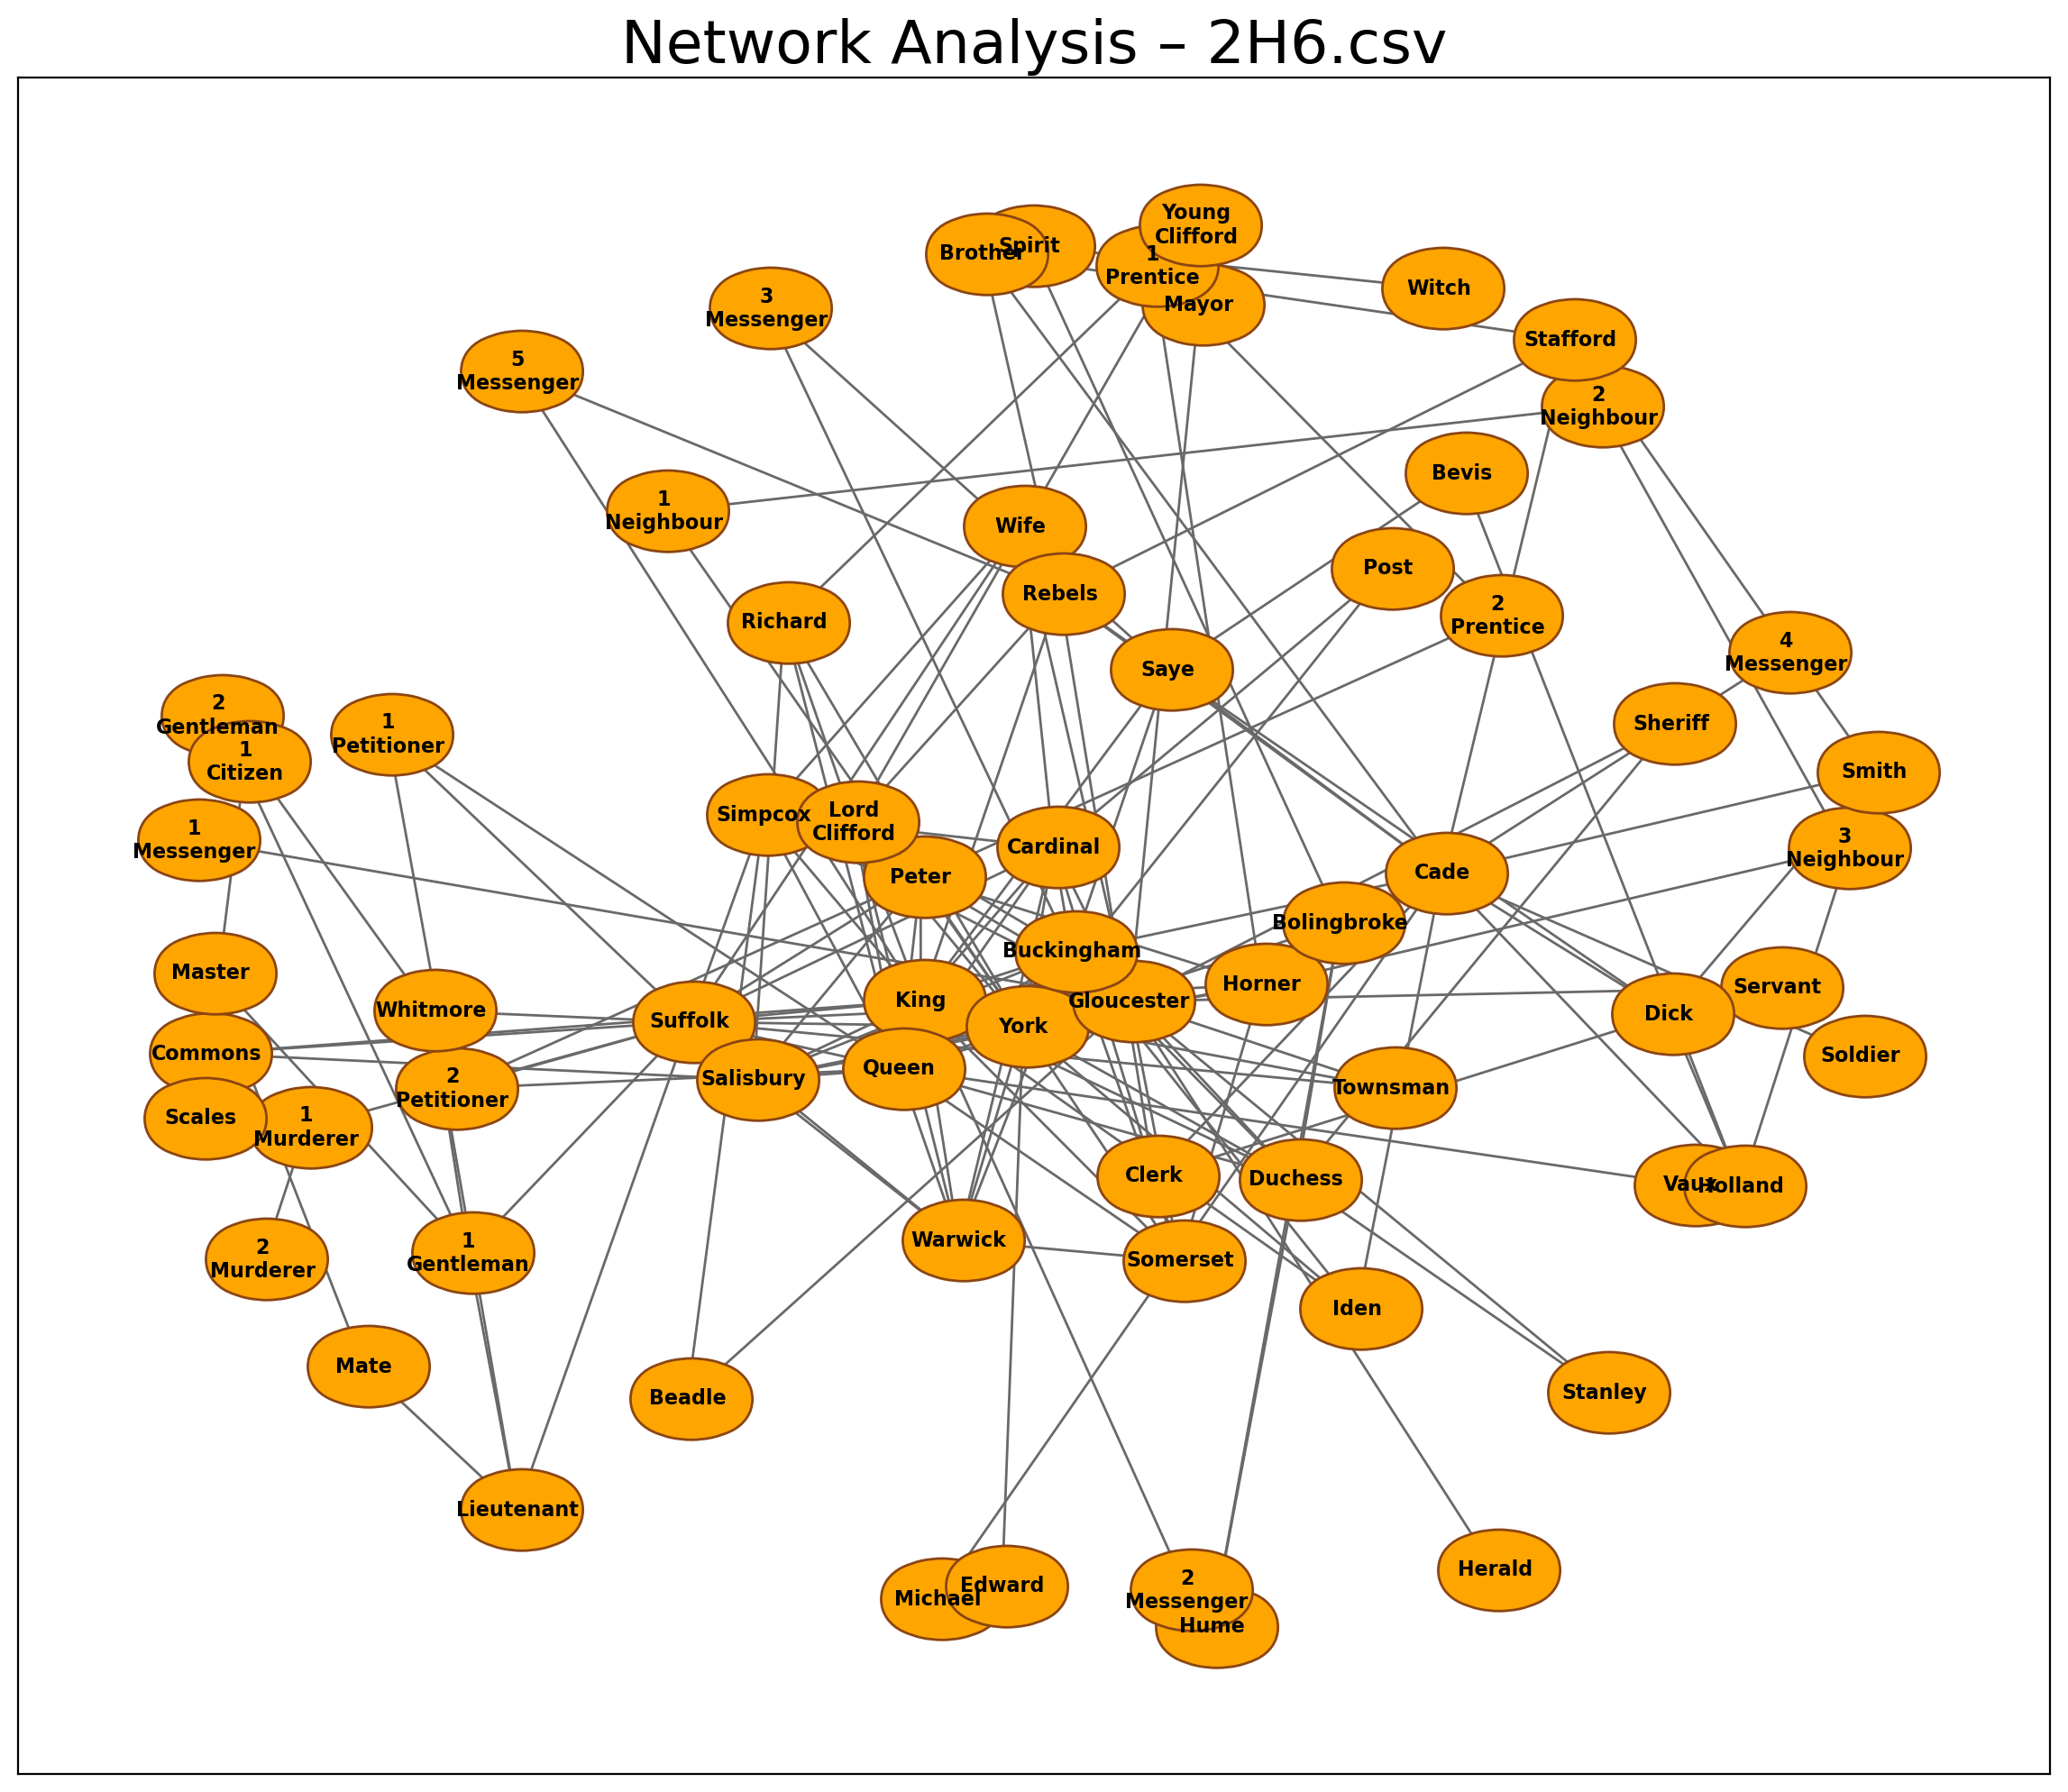 Network Analysis – 2H6.csv
Young
Clifford
Spirit
Brother
1
Prentice
Witch
Mayor
3
Messenger
Stafford
5
Messenger
2
Neighbour
Bevis
1
Neighbour
Wife
Post
Rebels
Richard
2
Prentice
4
Messenger
Saye
2
Gentleman
1
Petitioner
Sheriff
1
Citizen
Smith
Simpcox
Lord
Clifford
1
Messenger
Cardinal
3
Neighbour
Peter
Cade
Bolingbroke
Buckingham
Master
Horner
Servant
King
Gloucester
Whitmore
Suffolk
York
Dick
Commons
Soldier
Queen
Salisbury
2
Petitioner
Townsman
Scales
1
Murderer
Clerk
Duchess
Vaux
Holland
Warwick
1
Gentleman
2
Murderer
Somerset
Iden
Mate
Beadle
Stanley
Lieutenant
Herald
Edward
Michael
2
Messenger
Hume